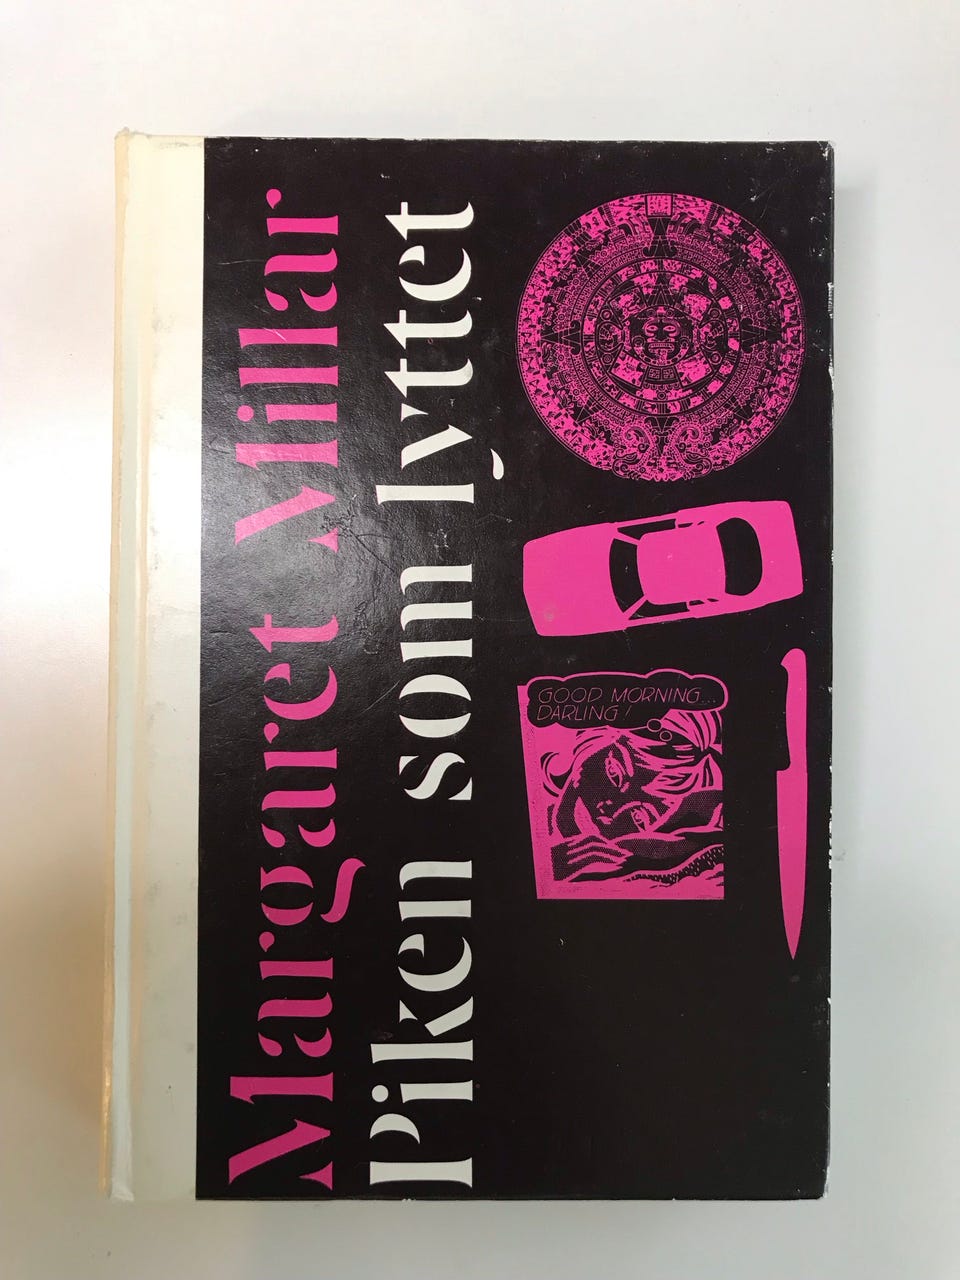 Margaret Millar
Piken som lyttet
GOOD MORNING...
DARLING!